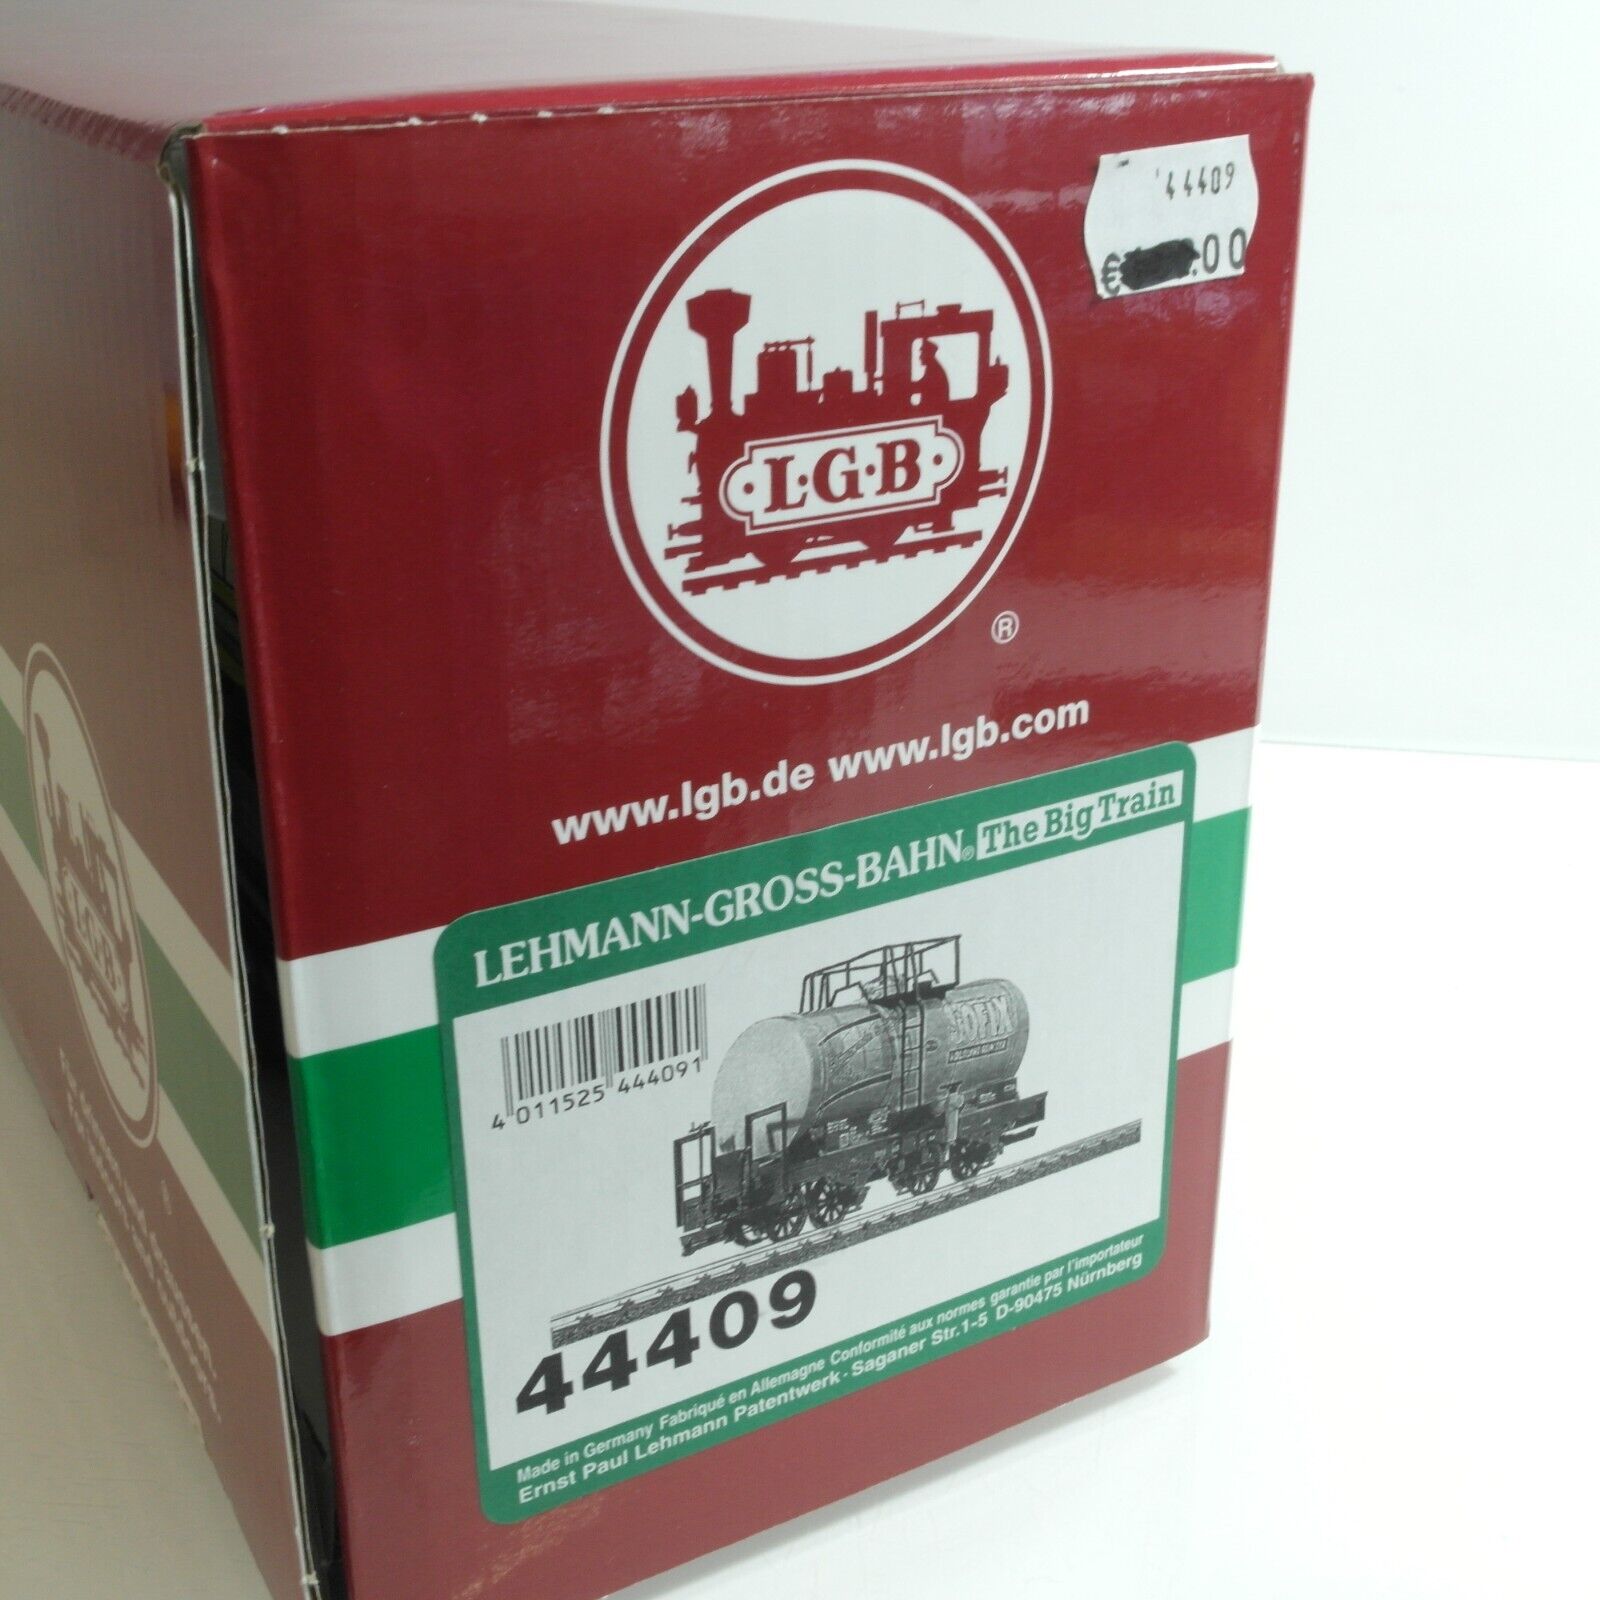 44409
€ .00
L·G·B
®
www.lgb.de www.lgb.com
LEHMANN-GROSS-BAHN® The Big Train
4 011525 444091
44409
Made in Germany Fabriqué en Allemagne Conformité aux normes garantie par l'importateur
Ernst Paul Lehmann Patentwerk · Saganer Str.1-5 D-90475 Nürnberg
L·G·B